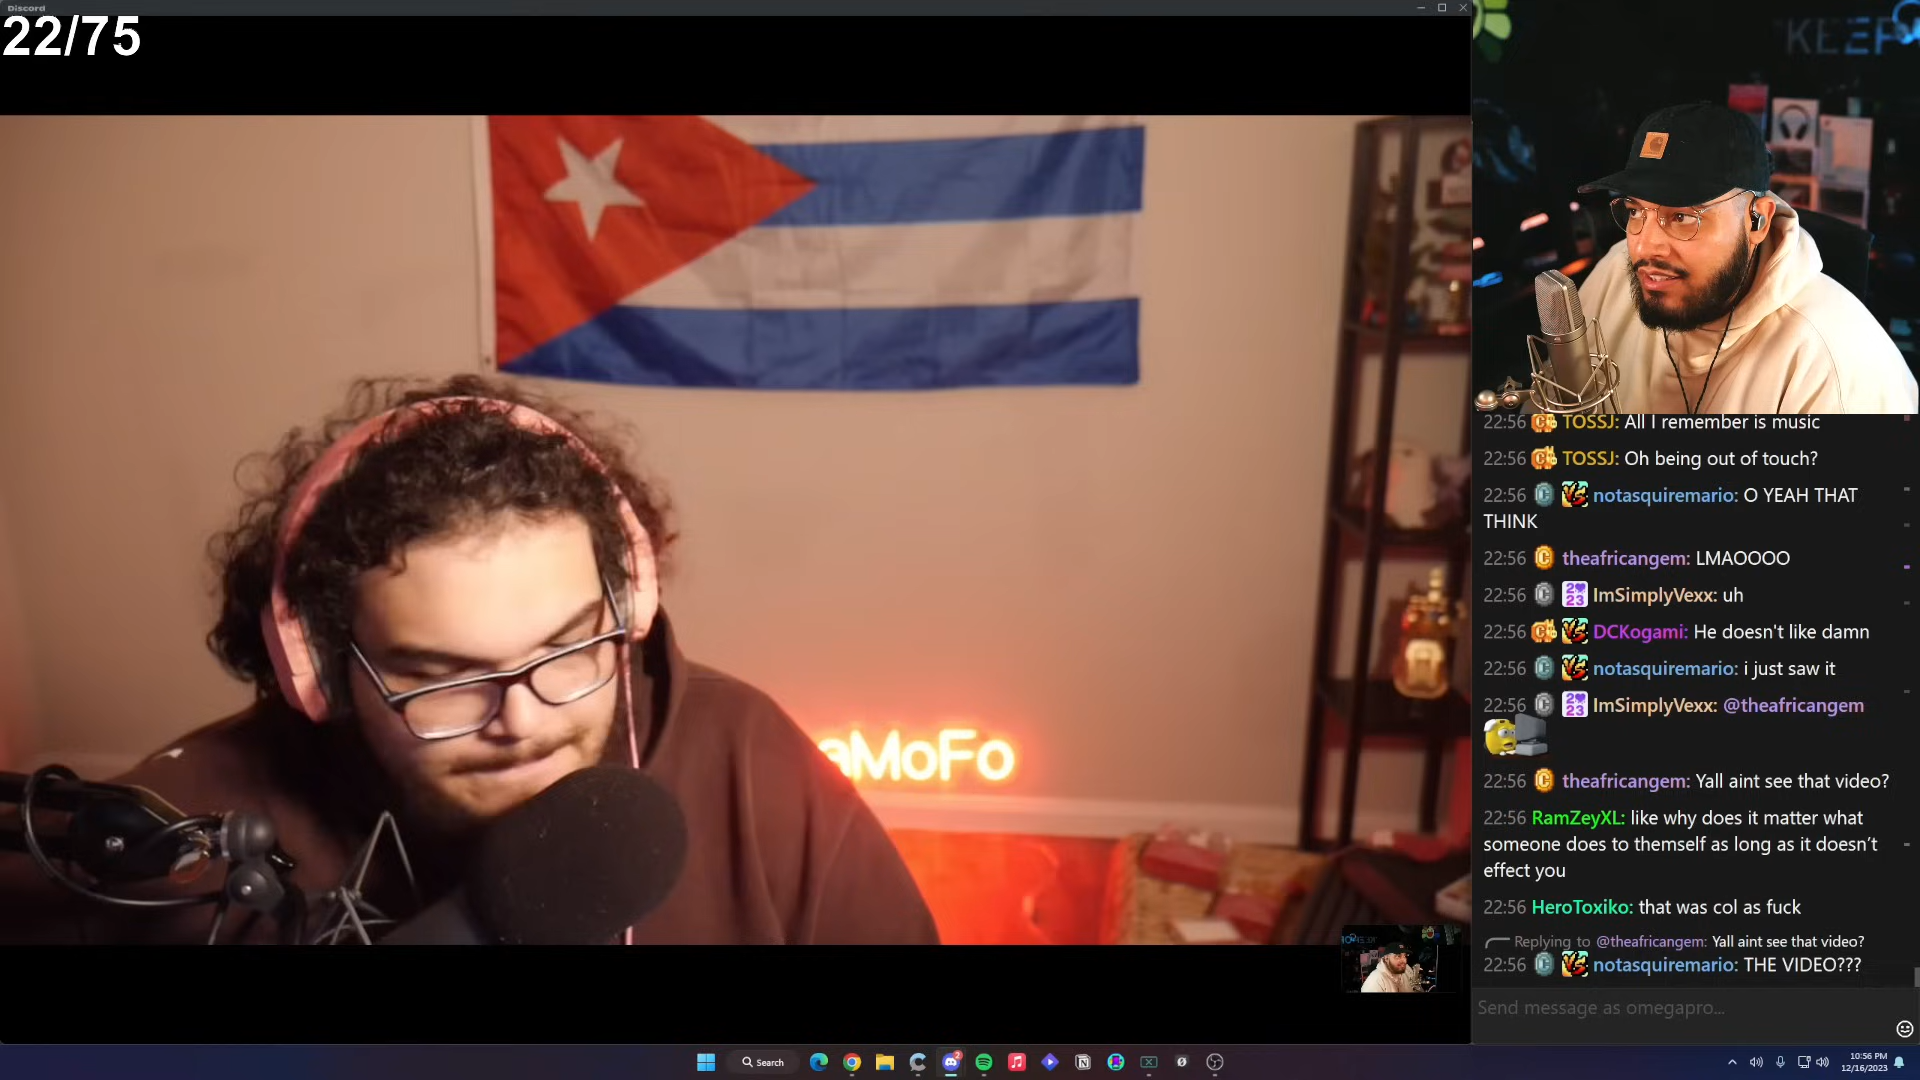 Discord
22/75
KEEP
aMoFo
22:56 TOSSJ: All I remember is music
22:56 TOSSJ: Oh being out of touch?
22:56 notasquiremario: O YEAH THAT
THINK
22:56 theafricangem: LMAOOOO
22:56 ImSimplyVexx: uh
22:56 DCKogami: He doesn't like damn
22:56 notasquiremario: i just saw it
22:56 ImSimplyVexx: @theafricangem
22:56 theafricangem: Yall aint see that video?
22:56 RamZeyXL: like why does it matter what
someone does to themself as long as it doesn’t
effect you
22:56 HeroToxiko: that was col as fuck
Replying to @theafricangem: Yall aint see that video?
22:56 notasquiremario: THE VIDEO???
Send message as omegapro...
Search
10:56 PM
12/16/2023